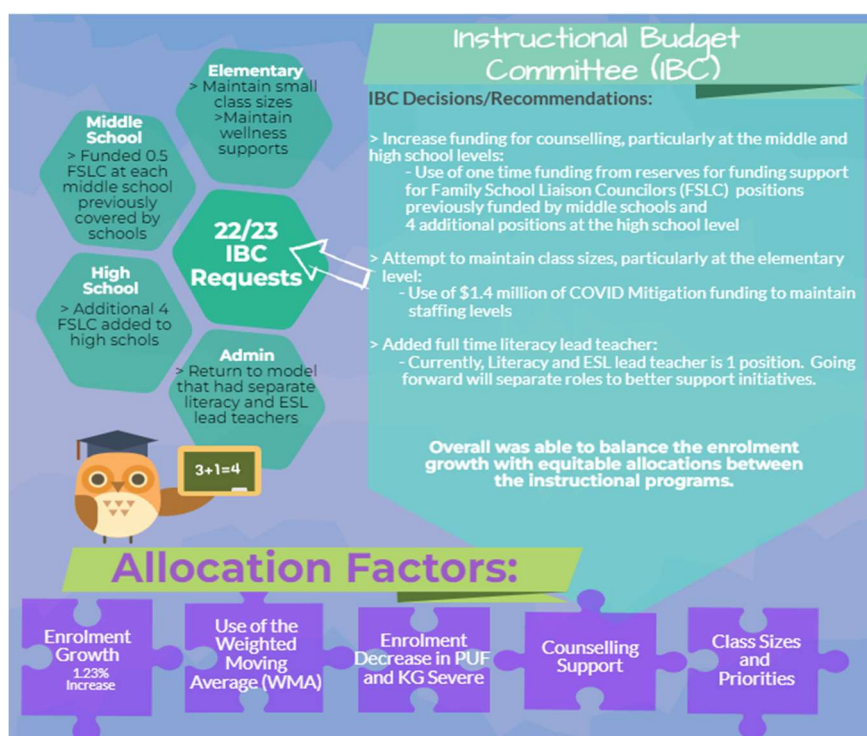 Instructional Budget
Committee (IBC)
IBC Decisions/Recommendations:
> Increase funding for counselling, particularly at the middle and
high school levels:
- Use of one time funding from reserves for funding support
for Family School Liaison Councilors (FSLC) positions
previously funded by middle schools and
4 additional positions at the high school level
> Attempt to maintain class sizes, particularly at the elementary
level:
- Use of $1.4 million of COVID Mitigation funding to maintain
staffing levels
> Added full time literacy lead teacher:
- Currently, Literacy and ESL lead teacher is 1 position. Going
forward will separate roles to better support initiatives.
Overall was able to balance the enrolment
growth with equitable allocations between
the instructional programs.
Elementary
> Maintain small
class sizes
>Maintain
wellness
supports
Middle
School
> Funded 0.5
FSLC at each
middle school
previously
covered by
schools
22/23
IBC
Requests
High
School
> Additional 4
FSLC added to
high schols
Admin
> Return to model
that had separate
literacy and ESL
lead teachers
3+1=4
Allocation Factors:
Enrolment
Growth
1.23%
Increase
Use of the
Weighted
Moving
Average (WMA)
Enrolment
Decrease in PUF
and KG Severe
Counselling
Support
Class Sizes
and
Priorities